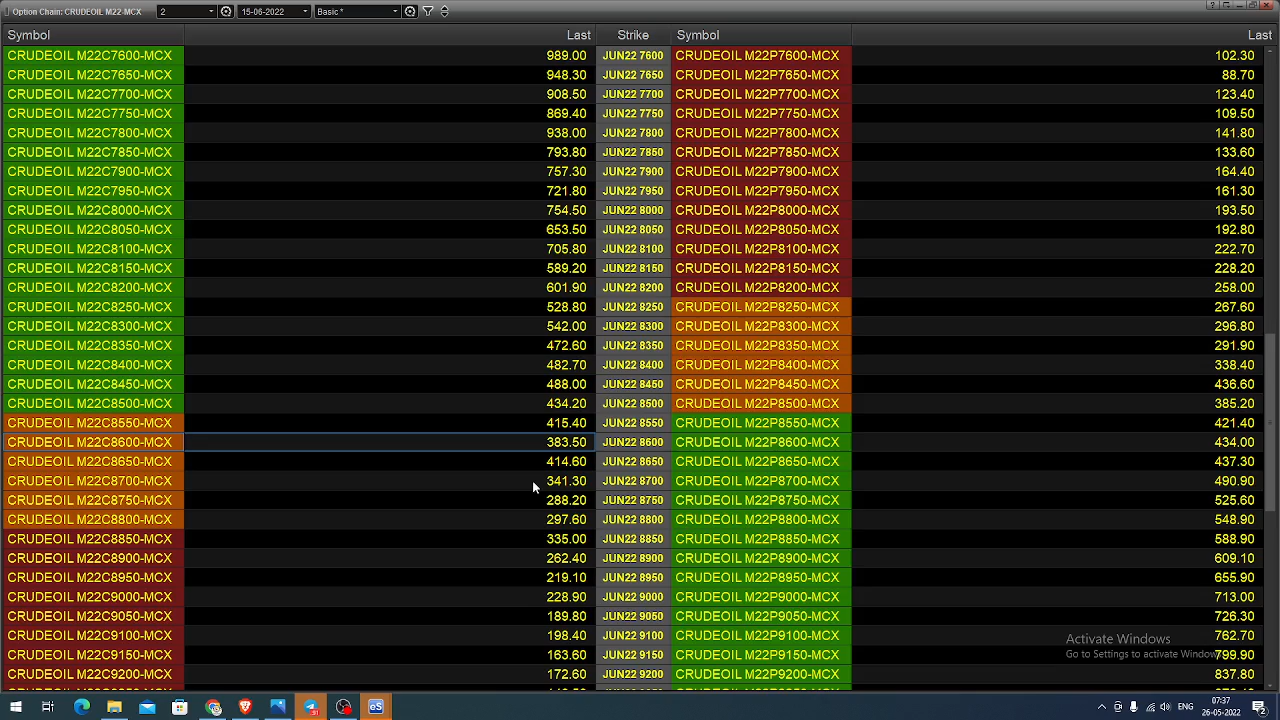 Option Chain: CRUDEOIL M22-MCX 2 15-06-2022 Basic *
Symbol Last Strike Symbol Last
CRUDEOIL M22C7600-MCX 989.00 JUN22 7600 CRUDEOIL M22P7600-MCX 102.30
CRUDEOIL M22C7650-MCX 948.30 JUN22 7650 CRUDEOIL M22P7650-MCX 88.70
CRUDEOIL M22C7700-MCX 908.50 JUN22 7700 CRUDEOIL M22P7700-MCX 123.40
CRUDEOIL M22C7750-MCX 869.40 JUN22 7750 CRUDEOIL M22P7750-MCX 109.50
CRUDEOIL M22C7800-MCX 938.00 JUN22 7800 CRUDEOIL M22P7800-MCX 141.80
CRUDEOIL M22C7850-MCX 793.80 JUN22 7850 CRUDEOIL M22P7850-MCX 133.60
CRUDEOIL M22C7900-MCX 757.30 JUN22 7900 CRUDEOIL M22P7900-MCX 164.40
CRUDEOIL M22C7950-MCX 721.80 JUN22 7950 CRUDEOIL M22P7950-MCX 161.30
CRUDEOIL M22C8000-MCX 754.50 JUN22 8000 CRUDEOIL M22P8000-MCX 193.50
CRUDEOIL M22C8050-MCX 653.50 JUN22 8050 CRUDEOIL M22P8050-MCX 192.80
CRUDEOIL M22C8100-MCX 705.80 JUN22 8100 CRUDEOIL M22P8100-MCX 222.70
CRUDEOIL M22C8150-MCX 589.20 JUN22 8150 CRUDEOIL M22P8150-MCX 228.20
CRUDEOIL M22C8200-MCX 601.90 JUN22 8200 CRUDEOIL M22P8200-MCX 258.00
CRUDEOIL M22C8250-MCX 528.80 JUN22 8250 CRUDEOIL M22P8250-MCX 267.60
CRUDEOIL M22C8300-MCX 542.00 JUN22 8300 CRUDEOIL M22P8300-MCX 296.80
CRUDEOIL M22C8350-MCX 472.60 JUN22 8350 CRUDEOIL M22P8350-MCX 291.90
CRUDEOIL M22C8400-MCX 482.70 JUN22 8400 CRUDEOIL M22P8400-MCX 338.40
CRUDEOIL M22C8450-MCX 488.00 JUN22 8450 CRUDEOIL M22P8450-MCX 436.60
CRUDEOIL M22C8500-MCX 434.20 JUN22 8500 CRUDEOIL M22P8500-MCX 385.20
CRUDEOIL M22C8550-MCX 415.40 JUN22 8550 CRUDEOIL M22P8550-MCX 421.40
CRUDEOIL M22C8600-MCX 383.50 JUN22 8600 CRUDEOIL M22P8600-MCX 434.00
CRUDEOIL M22C8650-MCX 414.60 JUN22 8650 CRUDEOIL M22P8650-MCX 437.30
CRUDEOIL M22C8700-MCX 341.30 JUN22 8700 CRUDEOIL M22P8700-MCX 490.90
CRUDEOIL M22C8750-MCX 288.20 JUN22 8750 CRUDEOIL M22P8750-MCX 525.60
CRUDEOIL M22C8800-MCX 297.60 JUN22 8800 CRUDEOIL M22P8800-MCX 548.90
CRUDEOIL M22C8850-MCX 335.00 JUN22 8850 CRUDEOIL M22P8850-MCX 588.90
CRUDEOIL M22C8900-MCX 262.40 JUN22 8900 CRUDEOIL M22P8900-MCX 609.10
CRUDEOIL M22C8950-MCX 219.10 JUN22 8950 CRUDEOIL M22P8950-MCX 655.90
CRUDEOIL M22C9000-MCX 228.90 JUN22 9000 CRUDEOIL M22P9000-MCX 713.00
CRUDEOIL M22C9050-MCX 189.80 JUN22 9050 CRUDEOIL M22P9050-MCX 726.30
CRUDEOIL M22C9100-MCX 198.40 JUN22 9100 CRUDEOIL M22P9100-MCX 762.70
Activate Windows
CRUDEOIL M22C9150-MCX 163.60 JUN22 9150 CRUDEOIL M22P9150-MCX 799.90
Go to Settings to activate Windows
CRUDEOIL M22C9200-MCX 172.60 JUN22 9200 CRUDEOIL M22P9200-MCX 837.80
ENG 07:37
26-05-2022